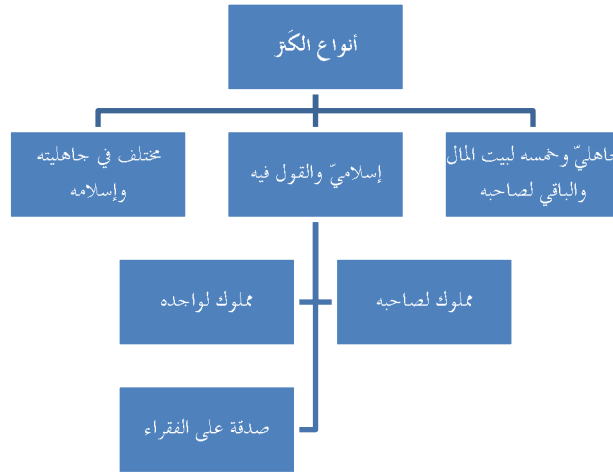 أنواع الكَنز
جاهليّ وخمسه لبيت المال
والباقي لصاحبه
إسلاميّ والقول فيه
مختلف في جاهليته
وإسلامه
مملوك لصاحبه
مملوك لواجده
صدقة على الفقراء